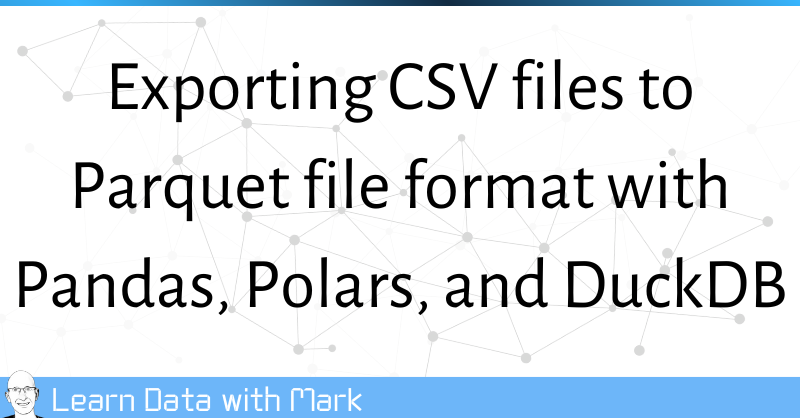 Exporting CSV files to
Parquet file format with
Pandas, Polars, and DuckDB
Learn Data with Mark